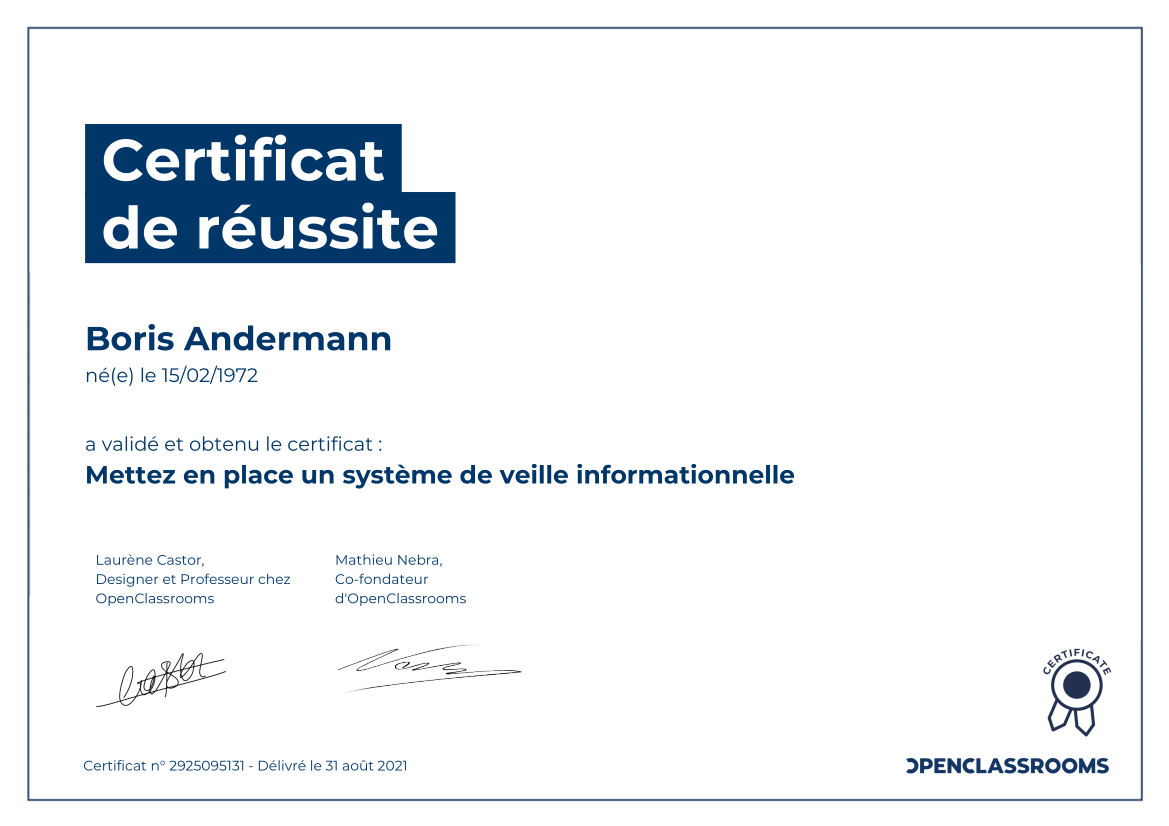 Certificat
de réussite
Boris Andermann
né(e) le 15/02/1972
a validé et obtenu le certificat :
Mettez en place un système de veille informationnelle
Laurène Castor,
Designer et Professeur chez
OpenClassrooms
Mathieu Nebra,
Co-fondateur
d'OpenClassrooms
CERTIFICATE
Certificat n° 2925095131 - Délivré le 31 août 2021
OPENCLASSROOMS